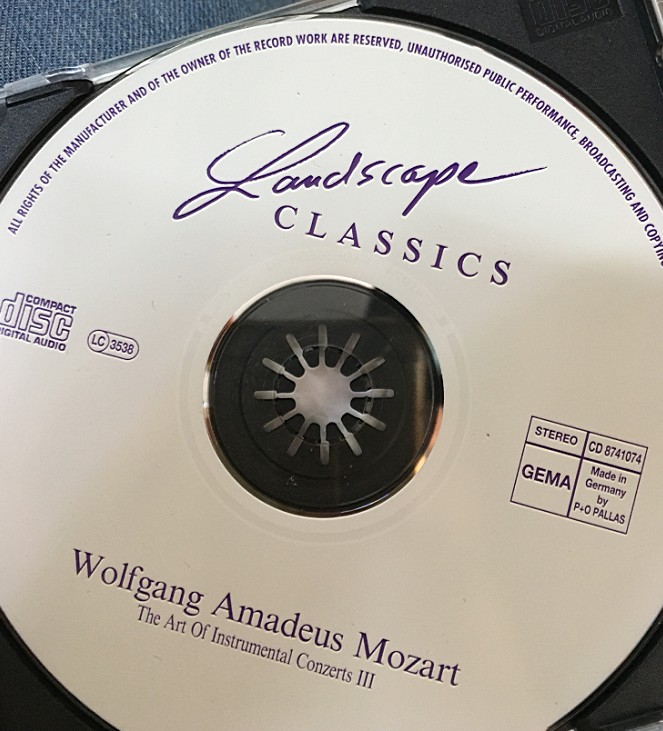 ALL RIGHTS OF THE MANUFACTURER AND OF THE OWNER OF THE RECORD WORK ARE RESERVED, UNAUTHORISED PUBLIC PERFORMANCE, BROADCASTING AND
Landscape
CLASSICS
COMPACT
disc
DIGITAL AUDIO
LC 3538
STEREO
CD 8741074
GEMA
Made in
Germany
by
P+O PALLAS
Wolfgang Amadeus Mozart
The Art Of Instrumental Conzerts III